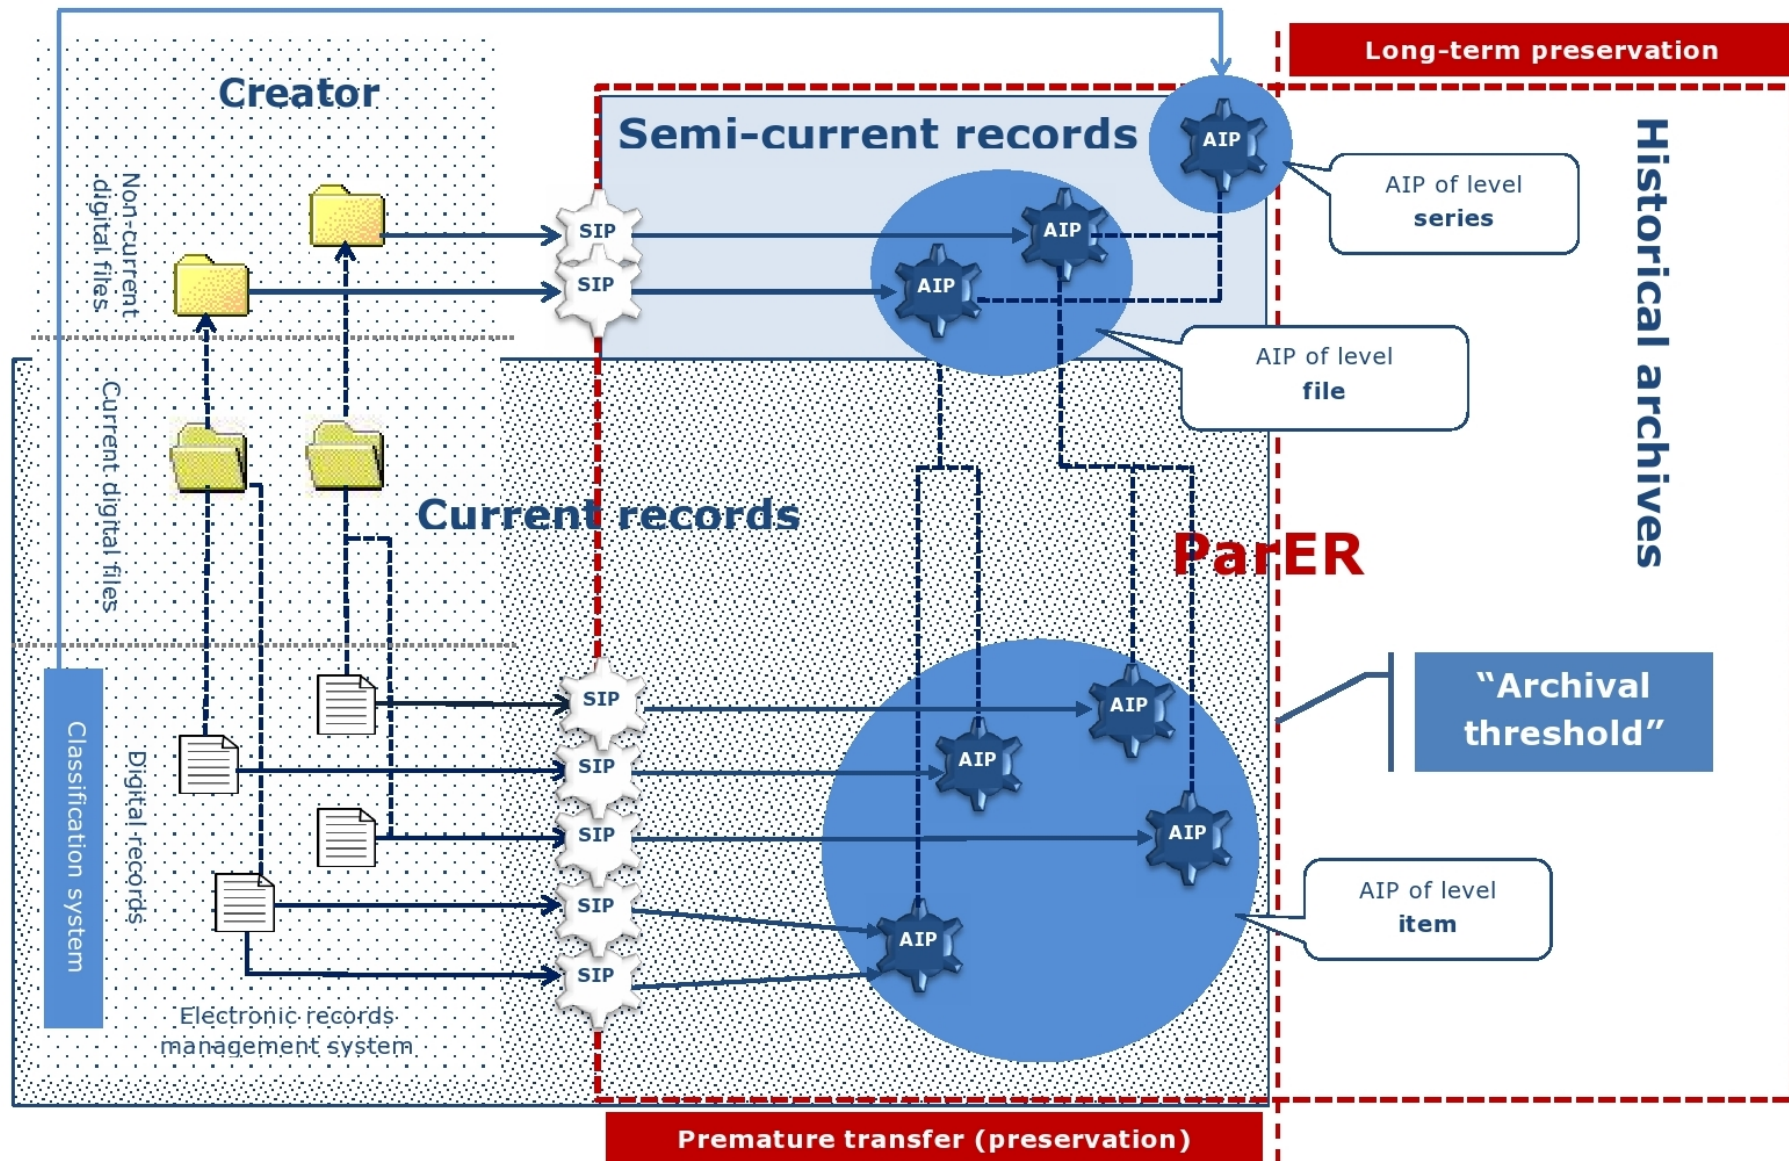 Long-term preservation
Creator
Semi-current records
AIP
AIP of level
series
Historical archives
Non-current
digital files
SIP
AIP
SIP
AIP
AIP of level
file
Current digital files
Current records
ParER
"Archival
threshold"
Classification system
Digital records
SIP
AIP
SIP
AIP
SIP
AIP
SIP
AIP
SIP
AIP of level
item
Electronic records
management system
Premature transfer (preservation)